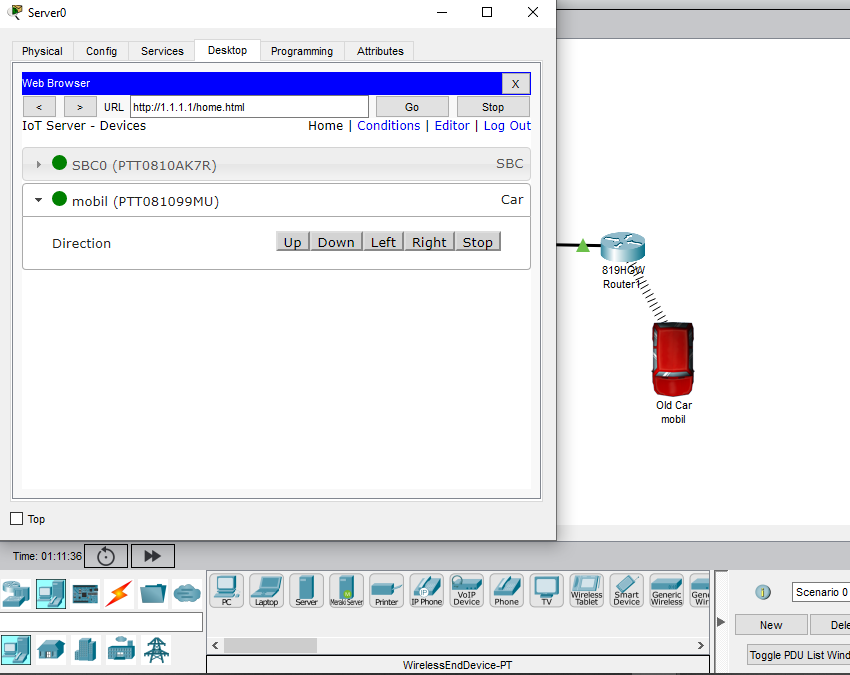 Server0
Physical Config Services Desktop Programming Attributes
Web Browser X
< > URL http://1.1.1.1/home.html Go Stop
IoT Server - Devices Home | Conditions | Editor | Log Out
SBC0 (PTT0810AK7R) SBC
mobil (PTT081099MU) Car
Direction Up Down Left Right Stop
819HGW
Router1
Old Car
mobil
Top
Time: 01:11:36
PC Laptop Server Meraki Server Printer IP Phone VoIP Device Phone TV Wireless Tablet Smart Device Generic Wireless Gene Wir
Scenario 0
New Dele
Toggle PDU List Wind
WirelessEndDevice-PT